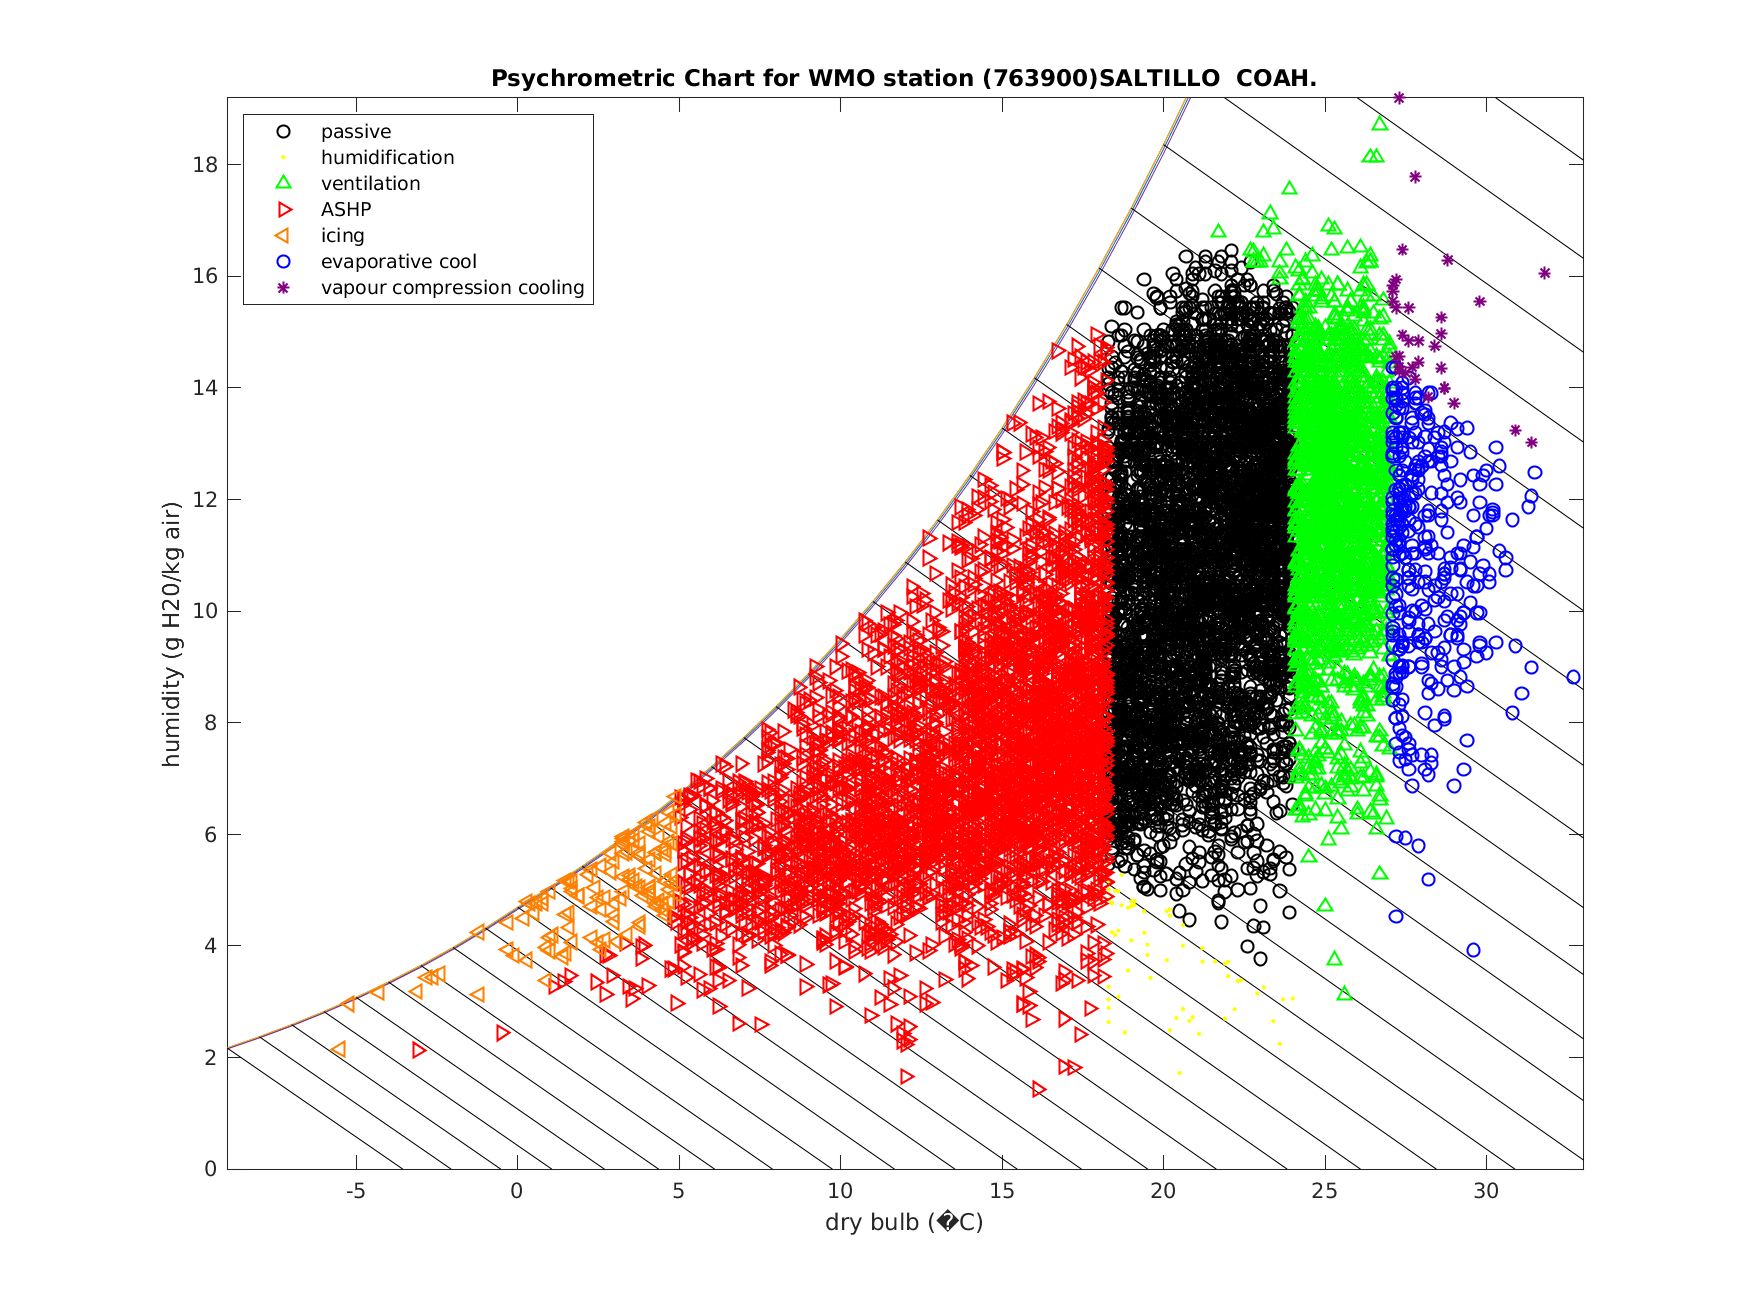 Psychrometric Chart for WMO station (763900)SALTILLO  COAH.
passive
humidification
ventilation
ASHP
icing
evaporative cool
vapour compression cooling
humidity (g H20/kg air)
18
16
14
12
10
8
6
4
2
0
-5
0
5
10
15
20
25
30
dry bulb (�C)